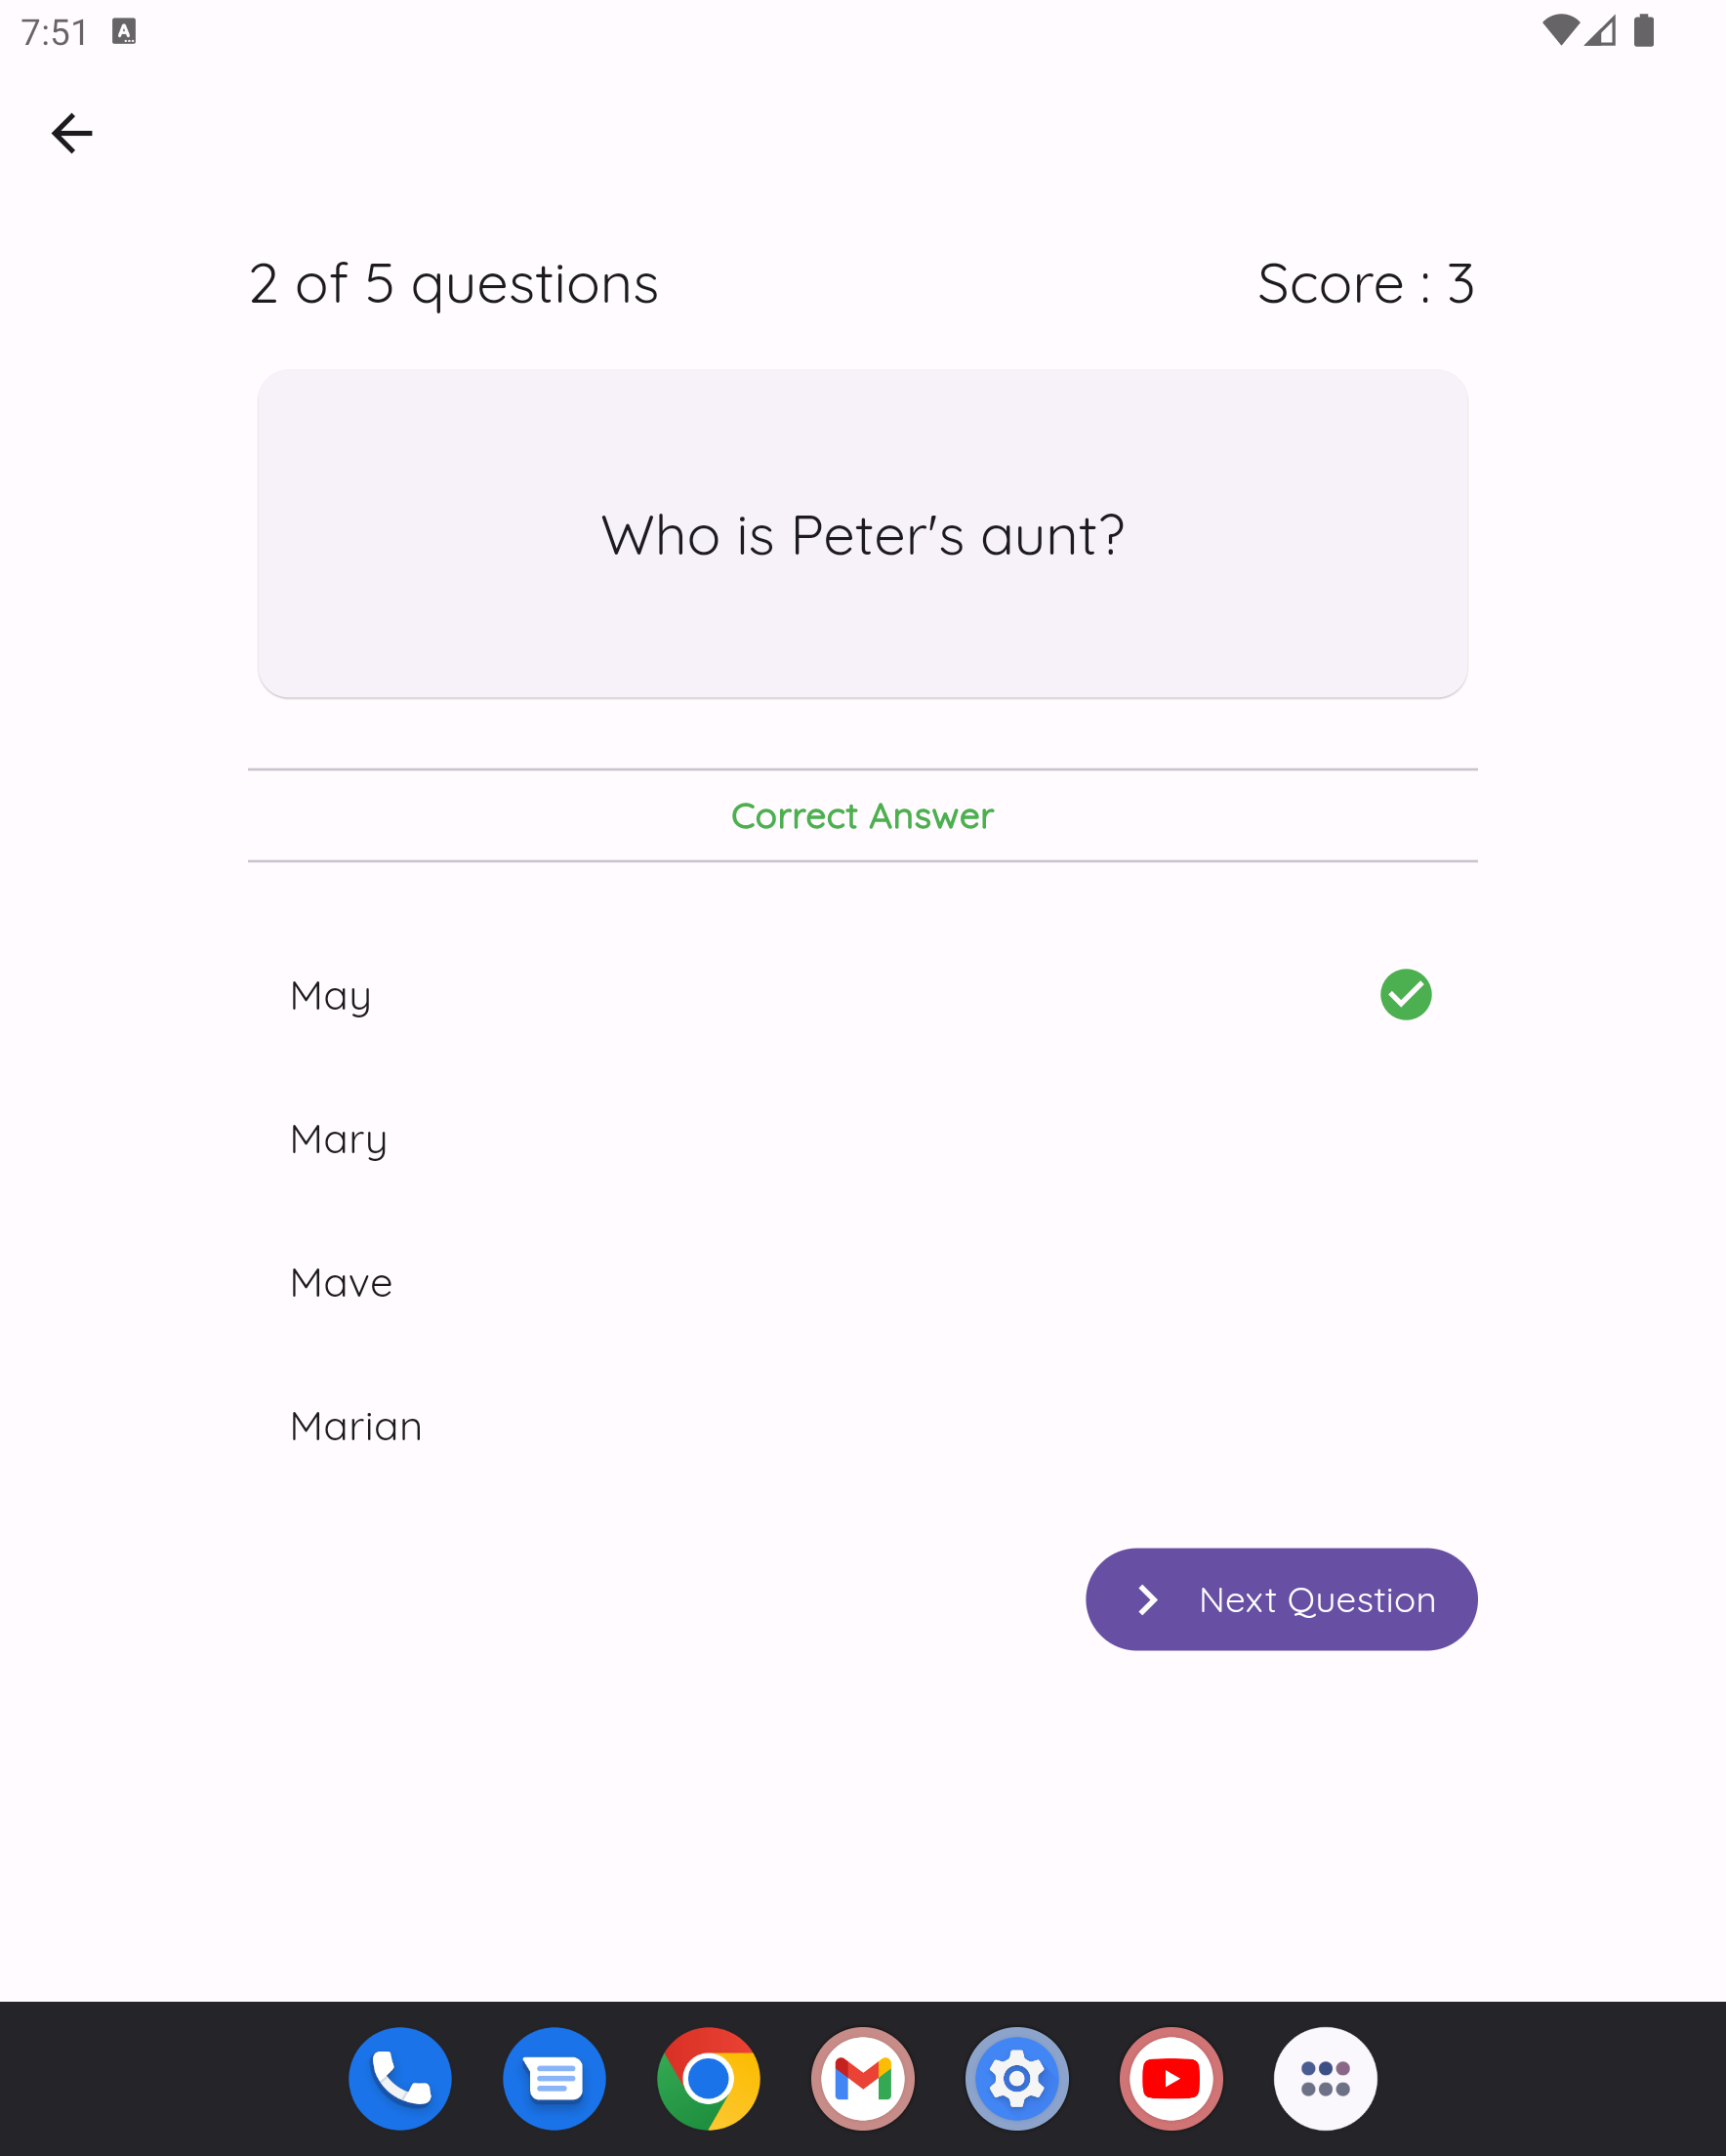 7:51
2 of 5 questions
Score : 3
Who is Peter's aunt?
Correct Answer
May
Mary
Mave
Marian
Next Question